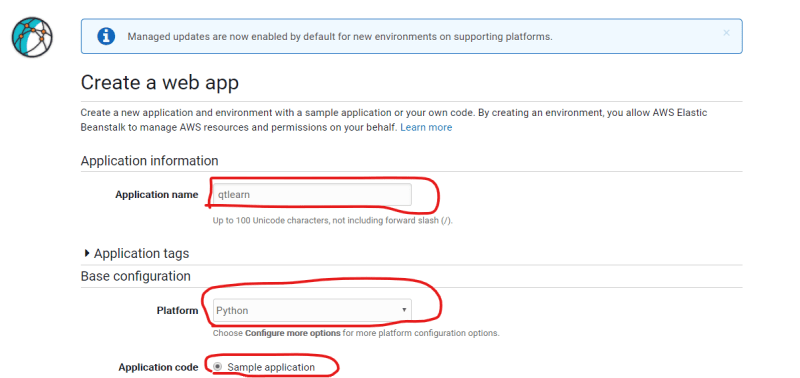 Managed updates are now enabled by default for new environments on supporting platforms.
×
Create a web app
Create a new application and environment with a sample application or your own code. By creating an environment, you allow AWS Elastic
Beanstalk to manage AWS resources and permissions on your behalf. Learn more
Application information
Application name qtlearn
Up to 100 Unicode characters, not including forward slash (/).
Application tags
Base configuration
Platform Python
Choose Configure more options for more platform configuration options.
Application code Sample application